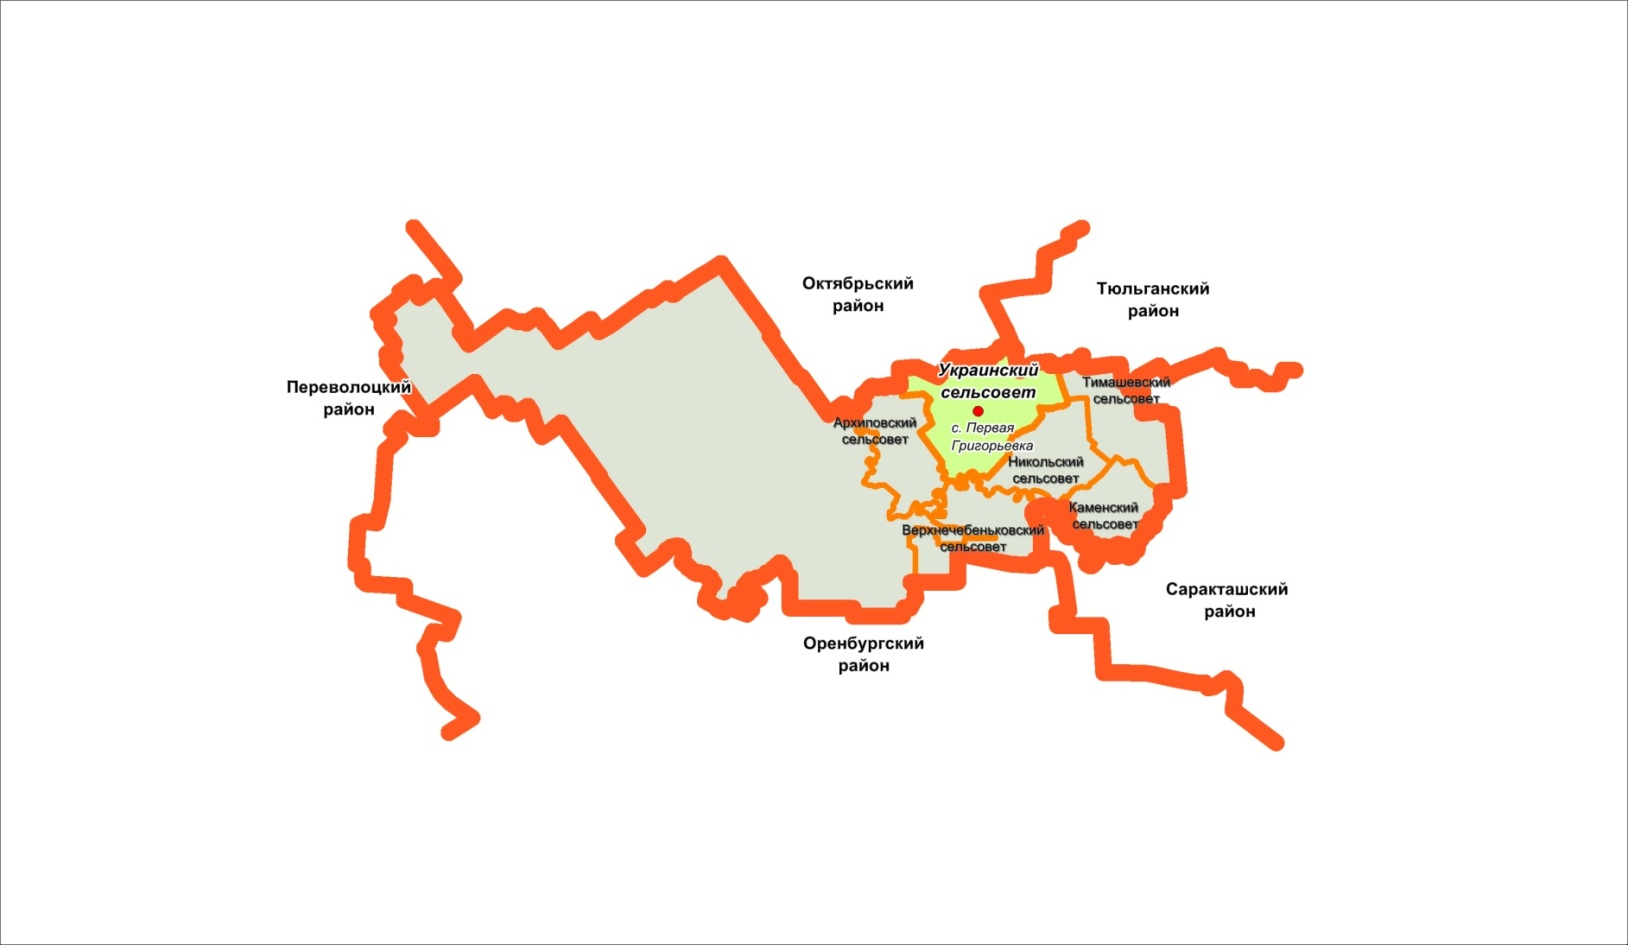 Октябрьский
район
Тюльганский
район
Переволоцкий
район
Украинский
сельсовет
Тимашевский
сельсовет
с. Первая
Григорьевка
Архиповский
сельсовет
Никольский
сельсовет
Каменский
сельсовет
Верхнечебеньковский
сельсовет
Саракташский
район
Оренбургский
район